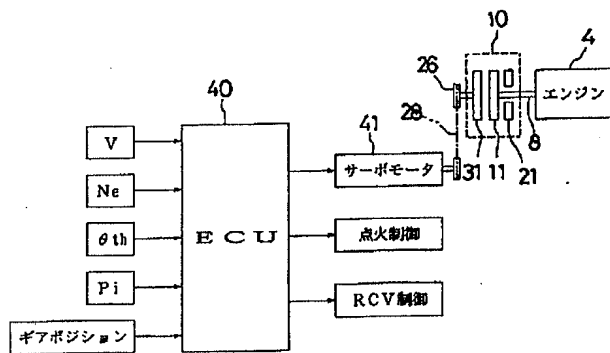 10
4
26
エンジン
28
8
31
11
21
40
41
V
Ne
θth
Pi
ギアポジション
ECU
サーボモータ
点火制御
RCV制御